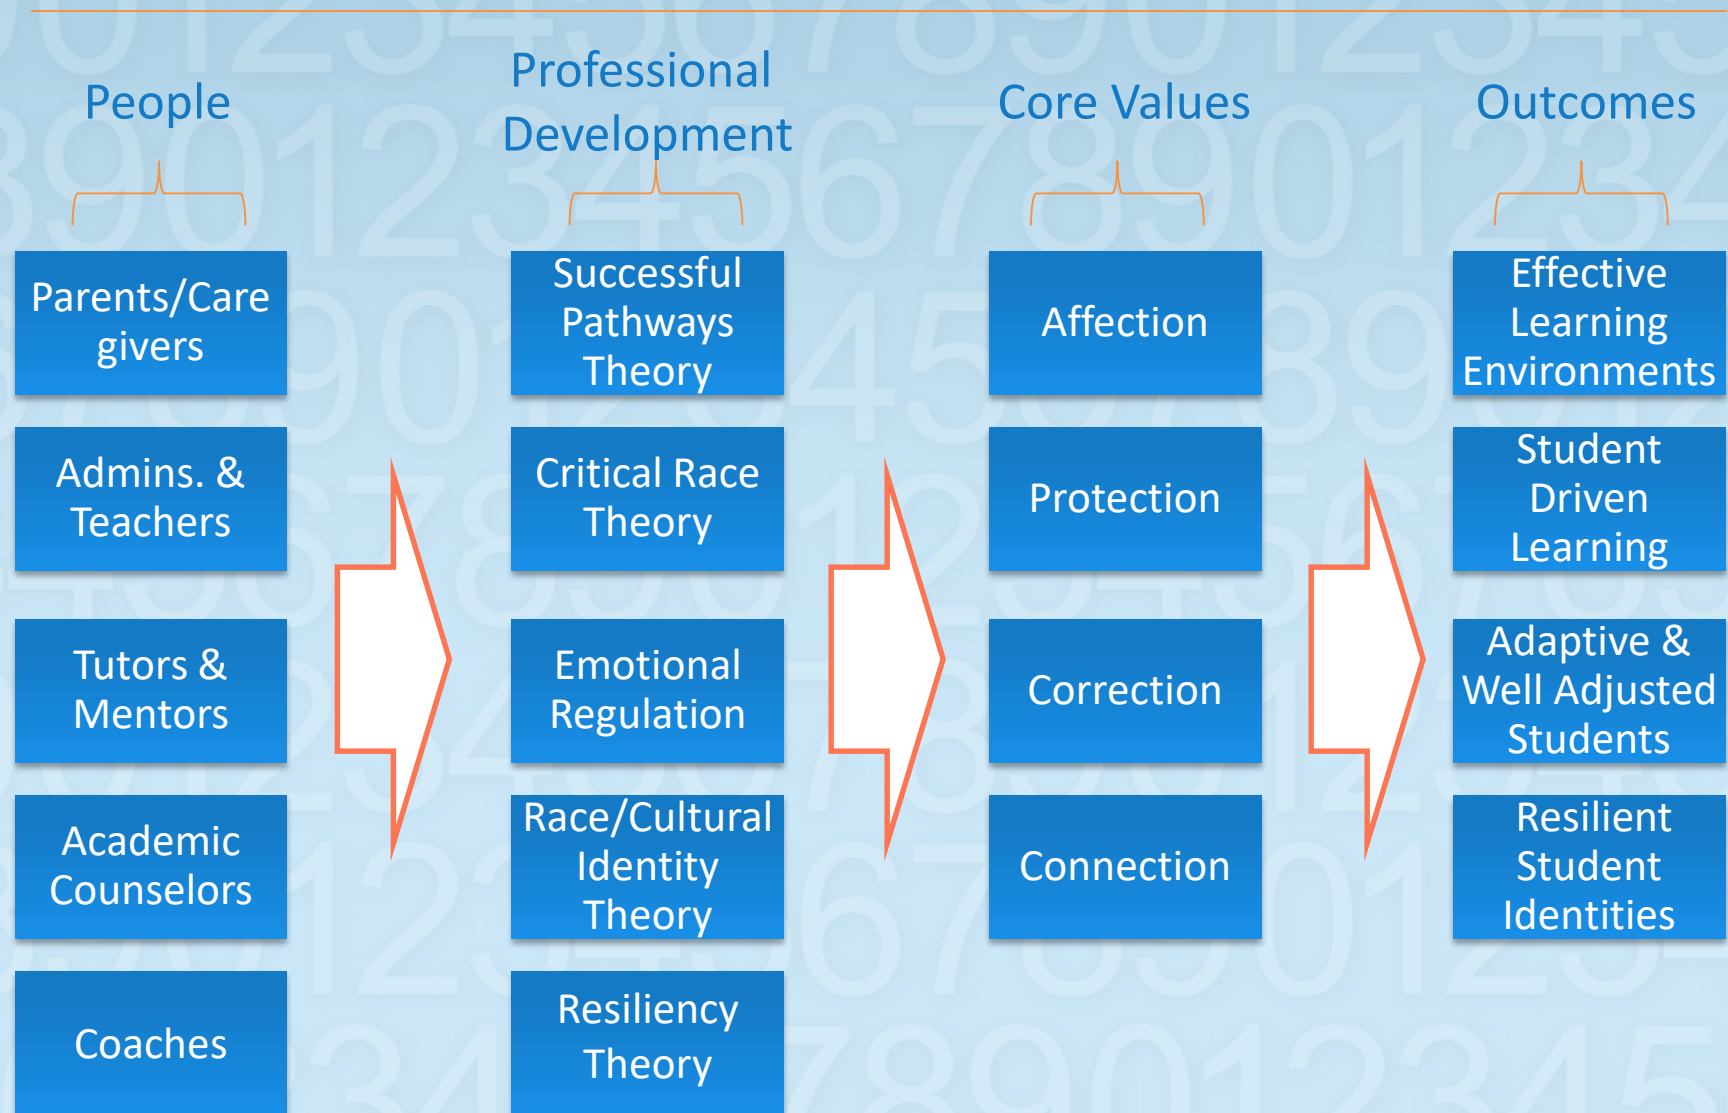 People
Professional
Development
Core Values
Outcomes
Parents/Care
givers
Admins. &
Teachers
Tutors &
Mentors
Academic
Counselors
Coaches
Successful
Pathways
Theory
Critical Race
Theory
Emotional
Regulation
Race/Cultural
Identity
Theory
Resiliency
Theory
Affection
Protection
Correction
Connection
Effective
Learning
Environments
Student
Driven
Learning
Adaptive &
Well Adjusted
Students
Resilient
Student
Identities